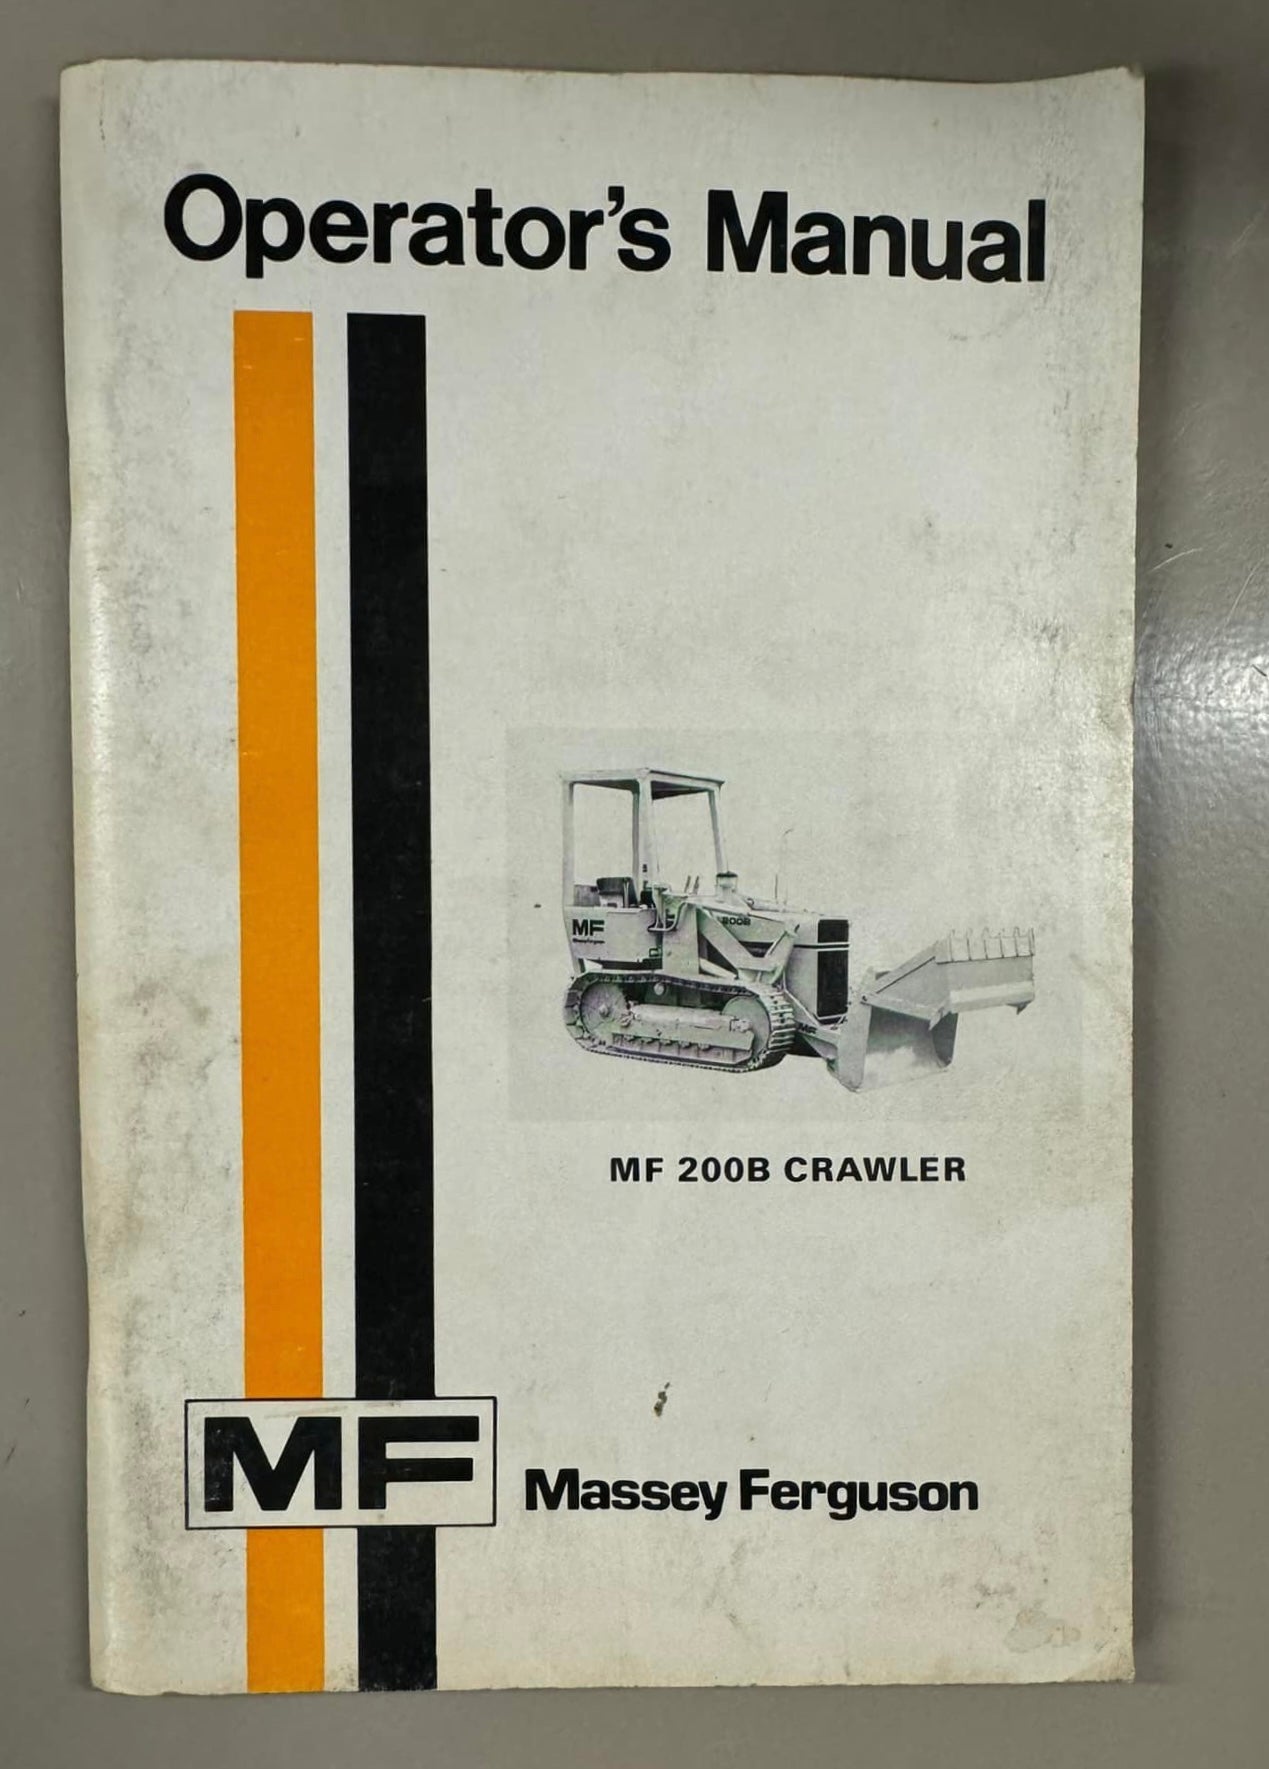 Operator's Manual
MF
200B
MF 200B CRAWLER
MF
Massey Ferguson